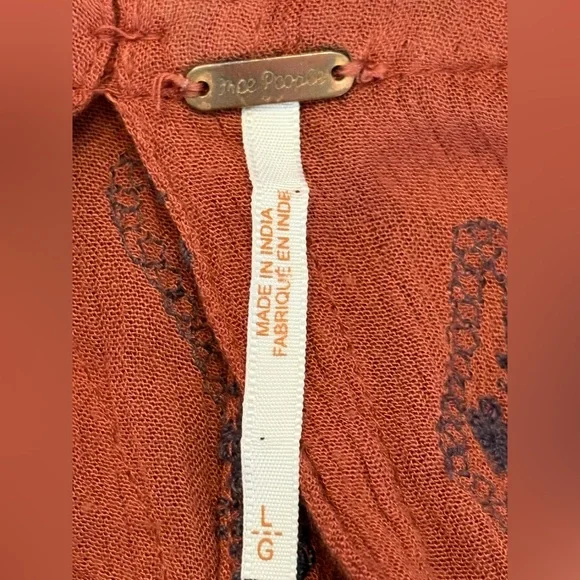 Free People
MADE IN INDIA
FABRIQUÉ EN INDE
G|L